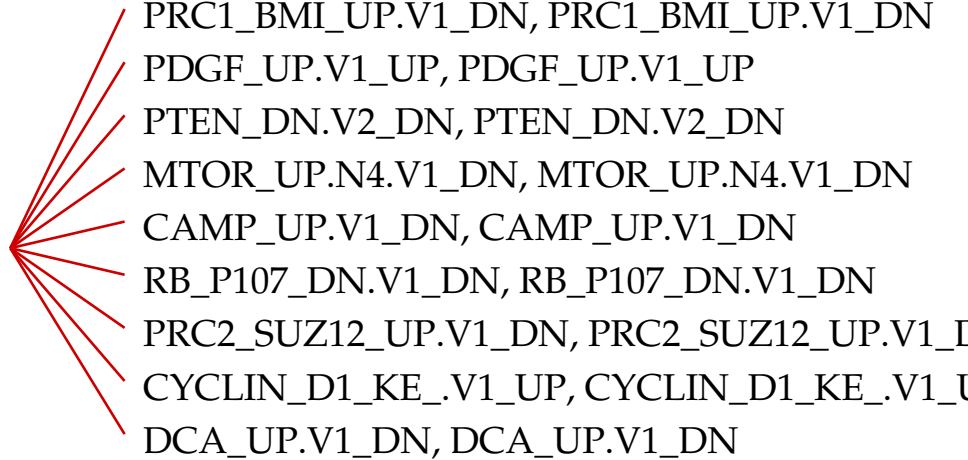 PRC1_BMI_UP.V1_DN, PRC1_BMI_UP.V1_DN
PDGF_UP.V1_UP, PDGF_UP.V1_UP
PTEN_DN.V2_DN, PTEN_DN.V2_DN
MTOR_UP.N4.V1_DN, MTOR_UP.N4.V1_DN
CAMP_UP.V1_DN, CAMP_UP.V1_DN
RB_P107_DN.V1_DN, RB_P107_DN.V1_DN
PRC2_SUZ12_UP.V1_DN, PRC2_SUZ12_UP.V1_
CYCLIN_D1_KE_.V1_UP, CYCLIN_D1_KE_.V1_
DCA_UP.V1_DN, DCA_UP.V1_DN